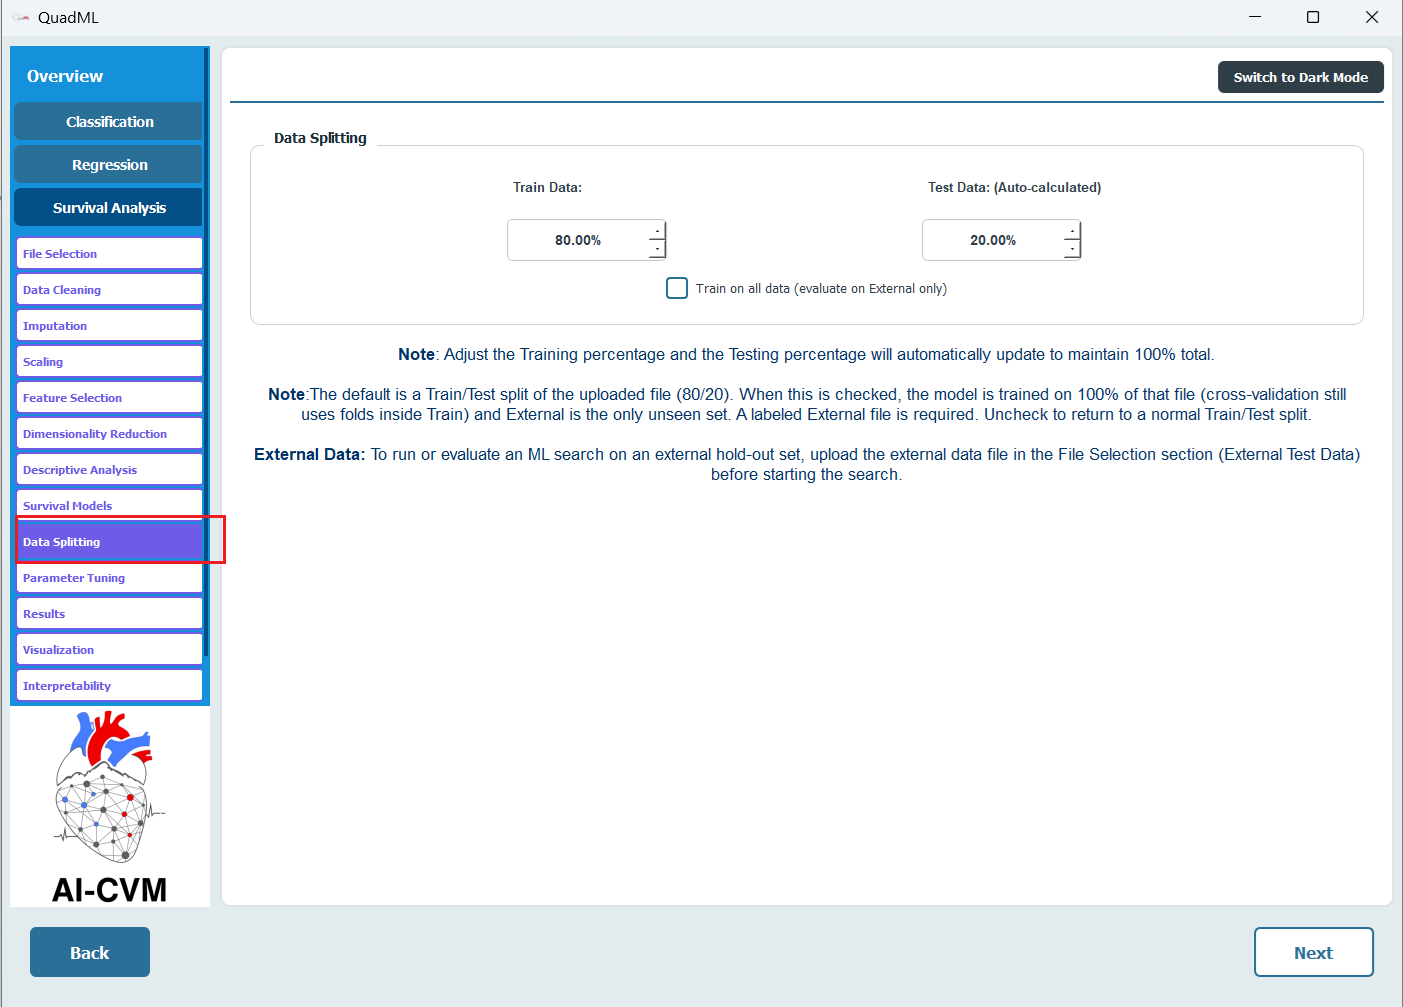 QuadML
Overview
Classification
Regression
Survival Analysis
File Selection
Data Cleaning
Imputation
Scaling
Feature Selection
Dimensionality Reduction
Descriptive Analysis
Survival Models
Data Splitting
Parameter Tuning
Results
Visualization
Interpretability
AI-CVM
Back
Switch to Dark Mode
Data Splitting
Train Data:
Test Data: (Auto-calculated)
80.00%
20.00%
Train on all data (evaluate on External only)
Note: Adjust the Training percentage and the Testing percentage will automatically update to maintain 100% total.
Note:The default is a Train/Test split of the uploaded file (80/20). When this is checked, the model is trained on 100% of that file (cross-validation still
uses folds inside Train) and External is the only unseen set. A labeled External file is required. Uncheck to return to a normal Train/Test split.
External Data: To run or evaluate an ML search on an external hold-out set, upload the external data file in the File Selection section (External Test Data)
before starting the search.
Next